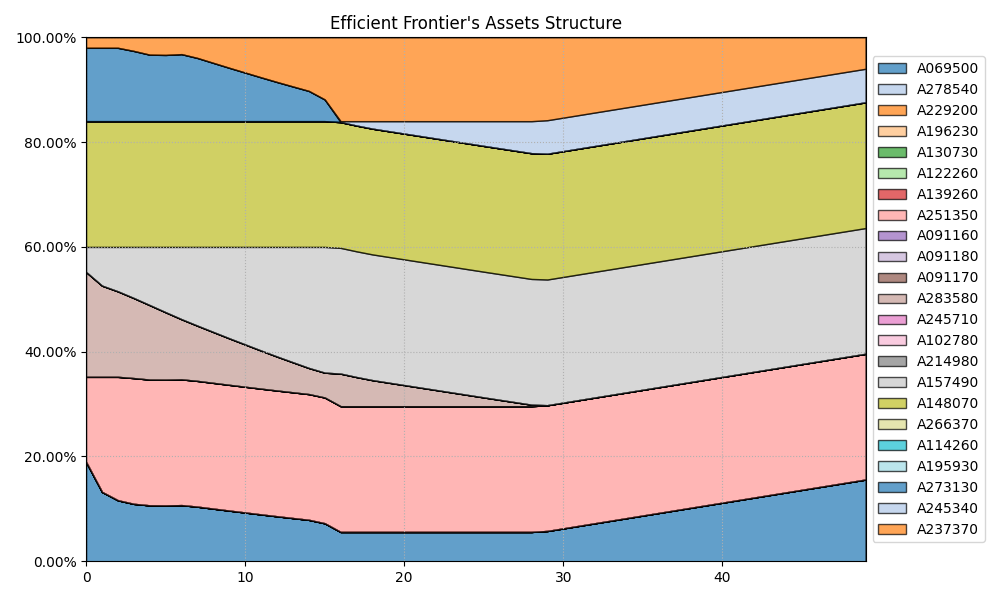 Efficient Frontier's Assets Structure
100.00%
80.00%
60.00%
40.00%
20.00%
0.00%
0
10
20
30
40
A069500
A278540
A229200
A196230
A130730
A122260
A139260
A251350
A091160
A091180
A091170
A283580
A245710
A102780
A214980
A157490
A148070
A266370
A114260
A195930
A273130
A245340
A237370